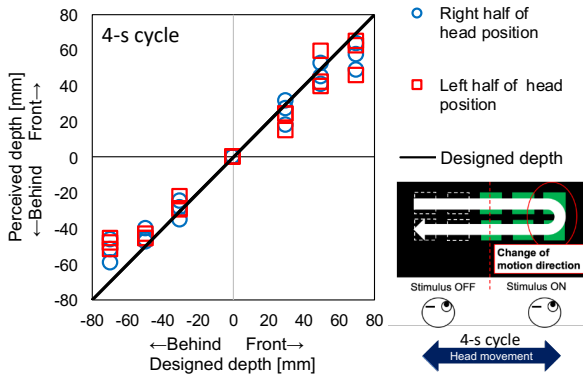 4-s cycle
Perceived depth [mm]
←Behind Front→
80
60
40
20
0
-20
-40
-60
-80
-80 -60 -40 -20 0 20 40 60 80
←Behind Front→
Designed depth [mm]
Right half of
head position
Left half of head
position
Designed depth
Change of
motion direction
Stimulus OFF Stimulus ON
4-s cycle
Head movement